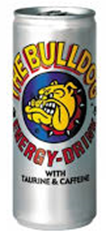 THE BULLDOG
ENERGY-DRINK
WITH
TAURINE & CAFFEINE